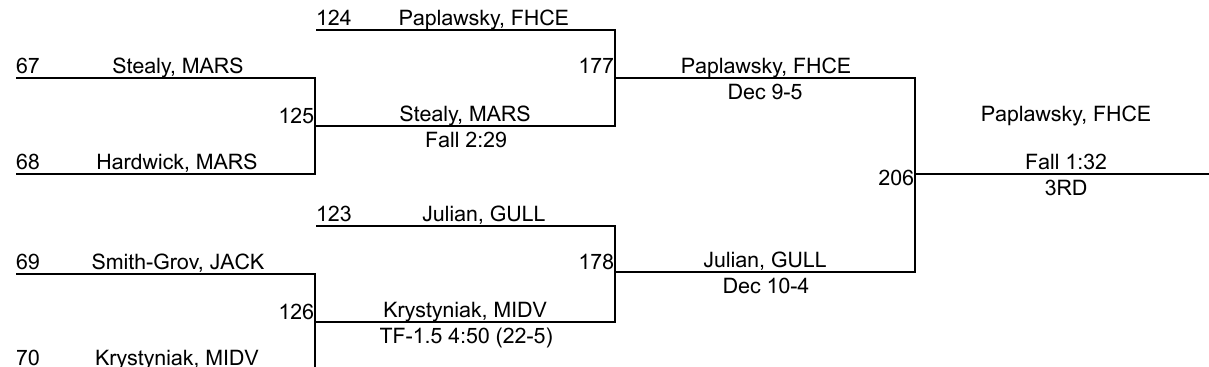 124 Paplawsky, FHCE
67 Stealy, MARS
177 Paplawsky, FHCE
Dec 9-5
125 Stealy, MARS
Fall 2:29
Paplawsky, FHCE
68 Hardwick, MARS
Fall 1:32
206
3RD
123 Julian, GULL
69 Smith-Grov, JACK
178 Julian, GULL
Dec 10-4
126 Krystyniak, MIDV
TF-1.5 4:50 (22-5)
70 Krystyniak, MIDV